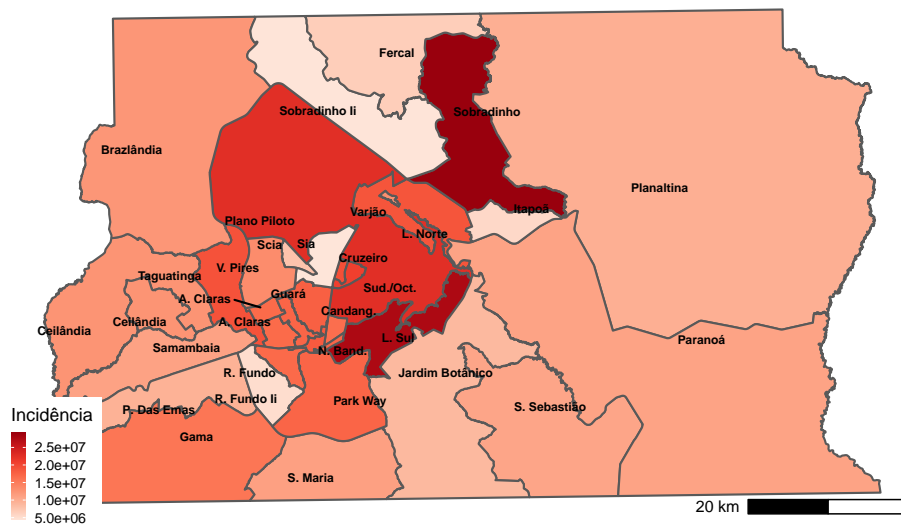 Fercal
Sobradinho Ii
Sobradinho
Brazlândia
Planaltina
Plano Piloto
Varjão
Itapoã
L. Norte
Scia
Sia
Cruzeiro
Taguatinga
V. Pires
Guará
Sud./Oct.
A. Claras
Candang.
Ceilândia
Ceilândia
A. Claras
L. Sul
Paranoá
Samambaia
N. Band.
R. Fundo
Jardim Botânico
R. Fundo Ii
Park Way
P. Das Emas
S. Sebastião
Gama
S. Maria
Incidência
2.5e+07
2.0e+07
1.5e+07
1.0e+07
5.0e+06
20 km